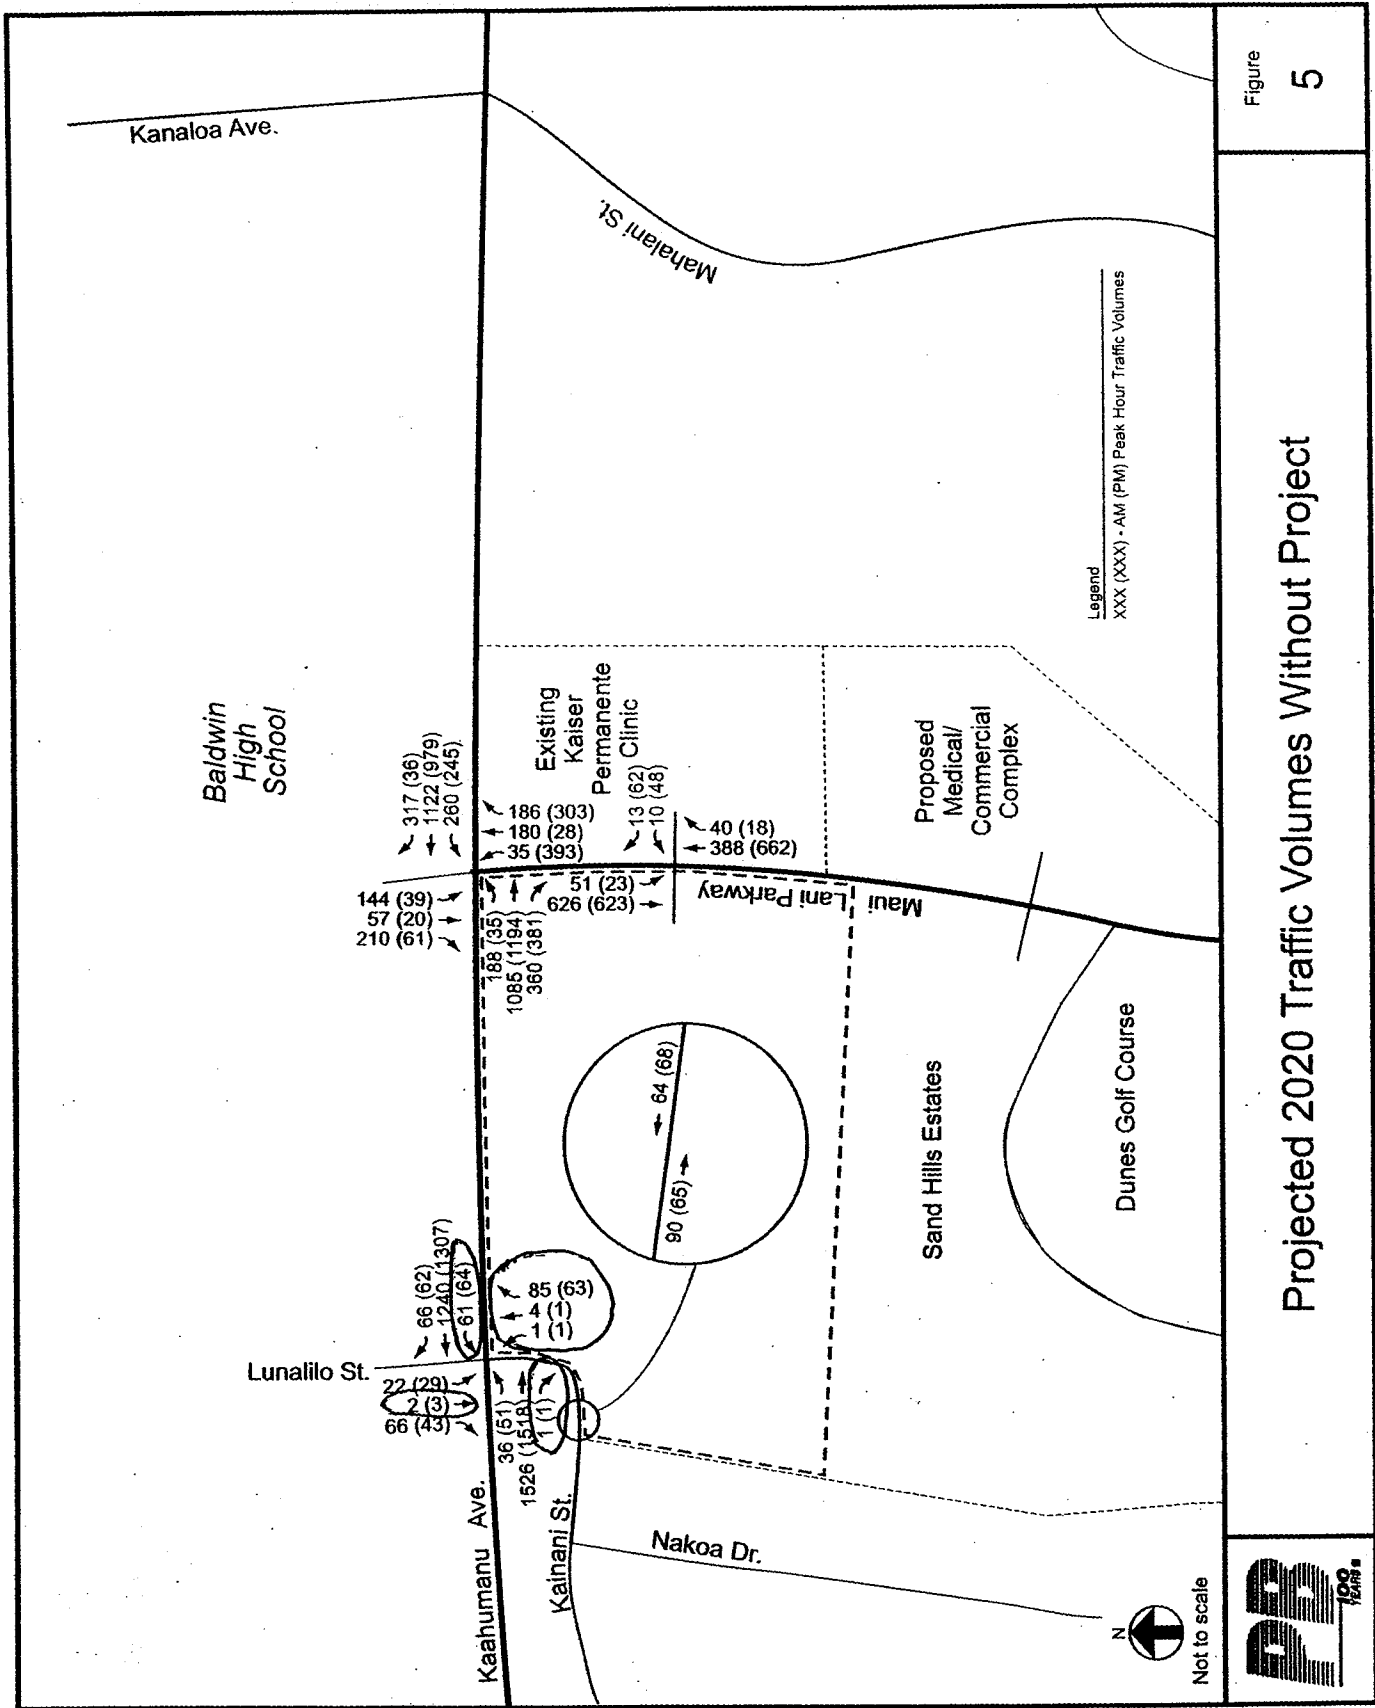 Kanaloa Ave.
Mahalani St.
Baldwin
High
School
317 (36)
1122 (979)
260 (245)
144 (39)
57 (20)
210 (61)
186 (303)
180 (28)
35 (393)
188 (35)
1085 (1194)
360 (381)
Existing
Kaiser
Permanente
Clinic
13 (62)
10 (48)
51 (23)
626 (623)
40 (18)
388 (662)
Maui
Lani Parkway
Proposed
Medical/
Commercial
Complex
Legend
XXX (XXX) - AM (PM) Peak Hour Traffic Volumes
64 (68)
90 (65)
Sand Hills Estates
Dunes Golf Course
Lunalilo St.
66 (62)
1240 (1307)
61 (64)
22 (29)
2 (3)
66 (43)
85 (63)
4 (1)
1 (1)
36 (51)
1526 (1518)
1 (1)
Kaahumanu Ave.
Kainani St.
Nakoa Dr.
N
Not to scale
PB
100
YEARS
Projected 2020 Traffic Volumes Without Project
Figure
5